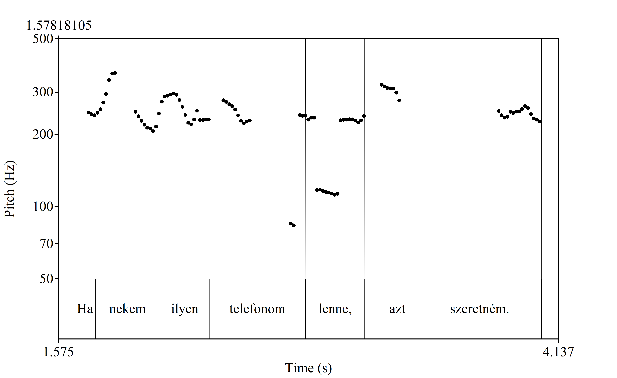 1.57818105
500
300
200
100
70
50
Pitch (Hz)
Ha nekem ilyen telefonom lenne, azt szeretném.
1.575 4.137
Time (s)